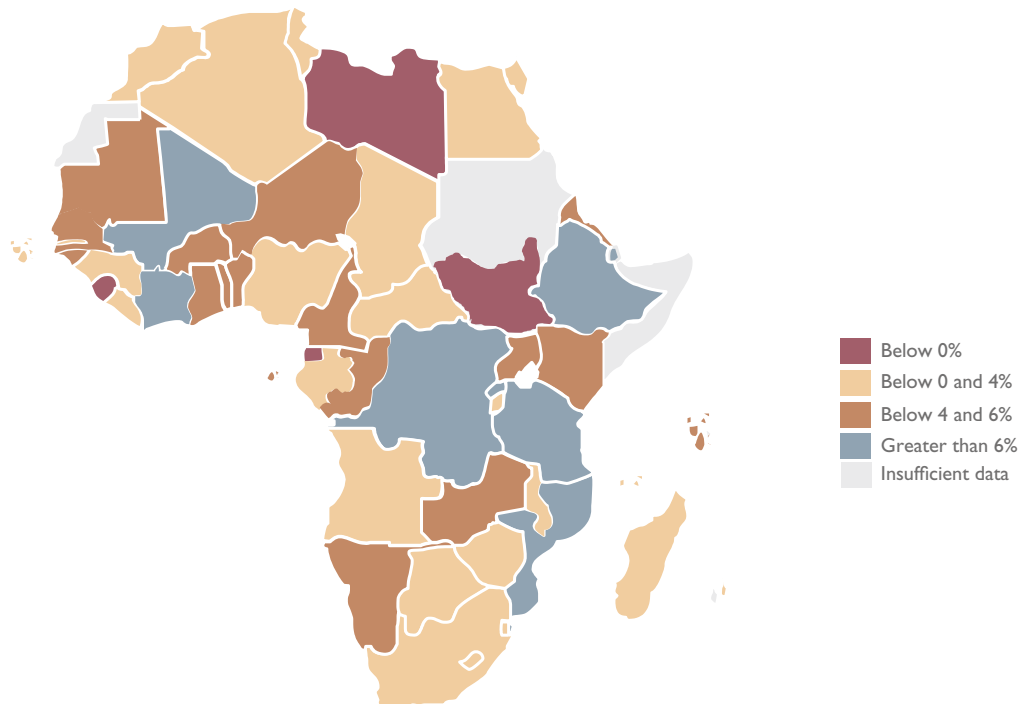 Below 0%
Below 0 and 4%
Below 4 and 6%
Greater than 6%
Insufficient data